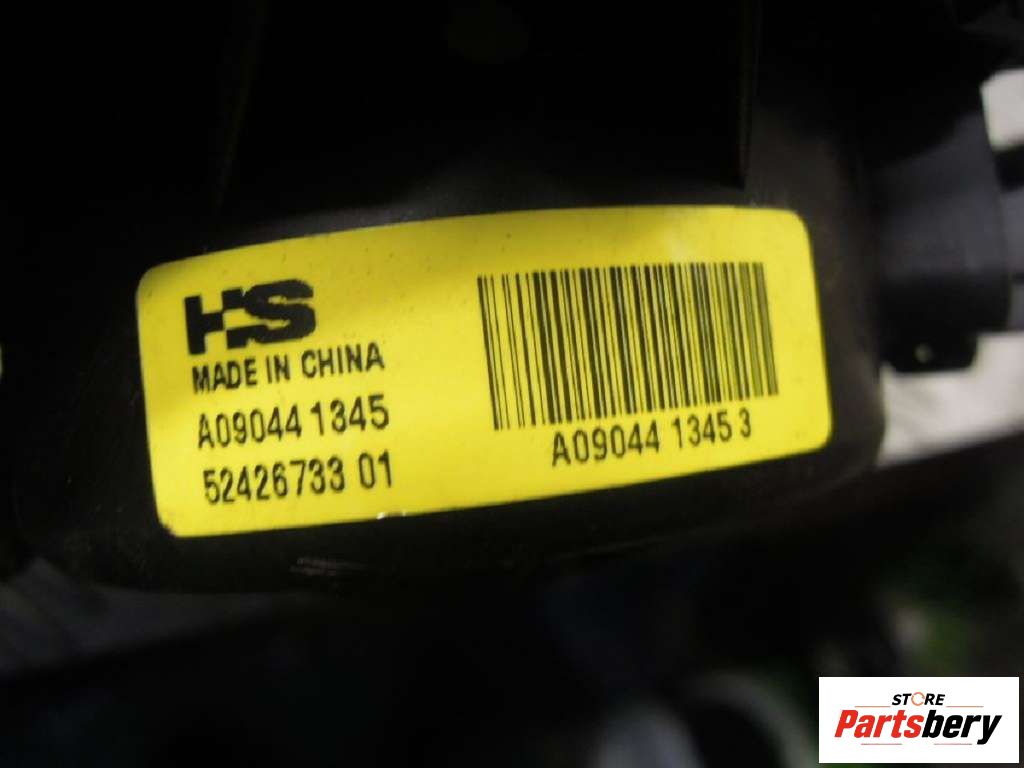 HS
MADE IN CHINA
A09044 1345
52426733 01
A09044 1345 3
STORE
Partsbery